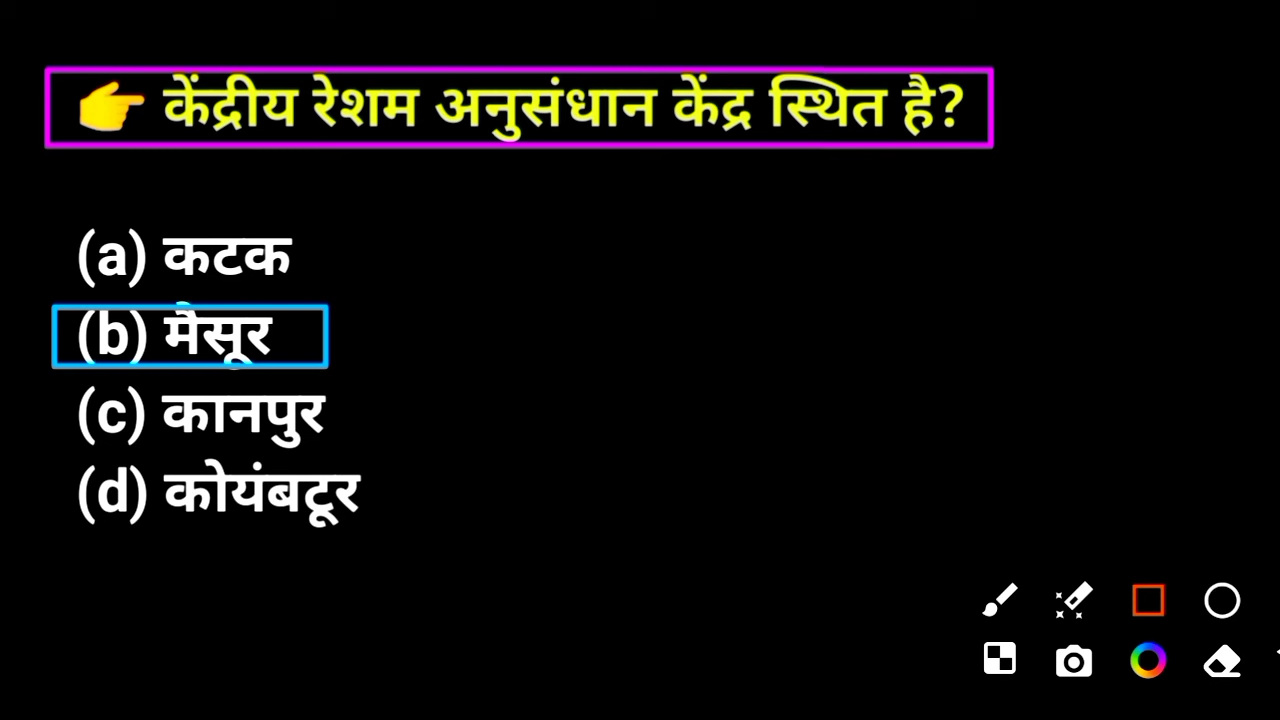 👉 केंद्रीय रेशम अनुसंधान केंद्र स्थित है?
(a) कटक
(b) मैसूर
(c) कानपुर
(d) कोयंबटूर